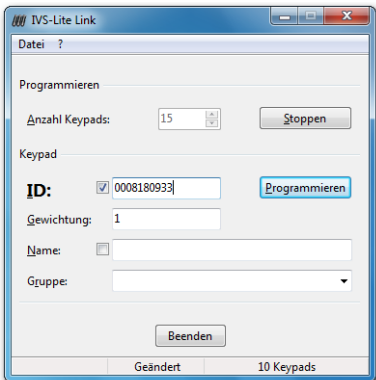 IVS-Lite Link
Datei ?
Programmieren
Anzahl Keypads: 15 Stoppen
Keypad
ID: 0008180933 Programmieren
Gewichtung: 1
Name:
Gruppe:
Beenden
Geändert 10 Keypads